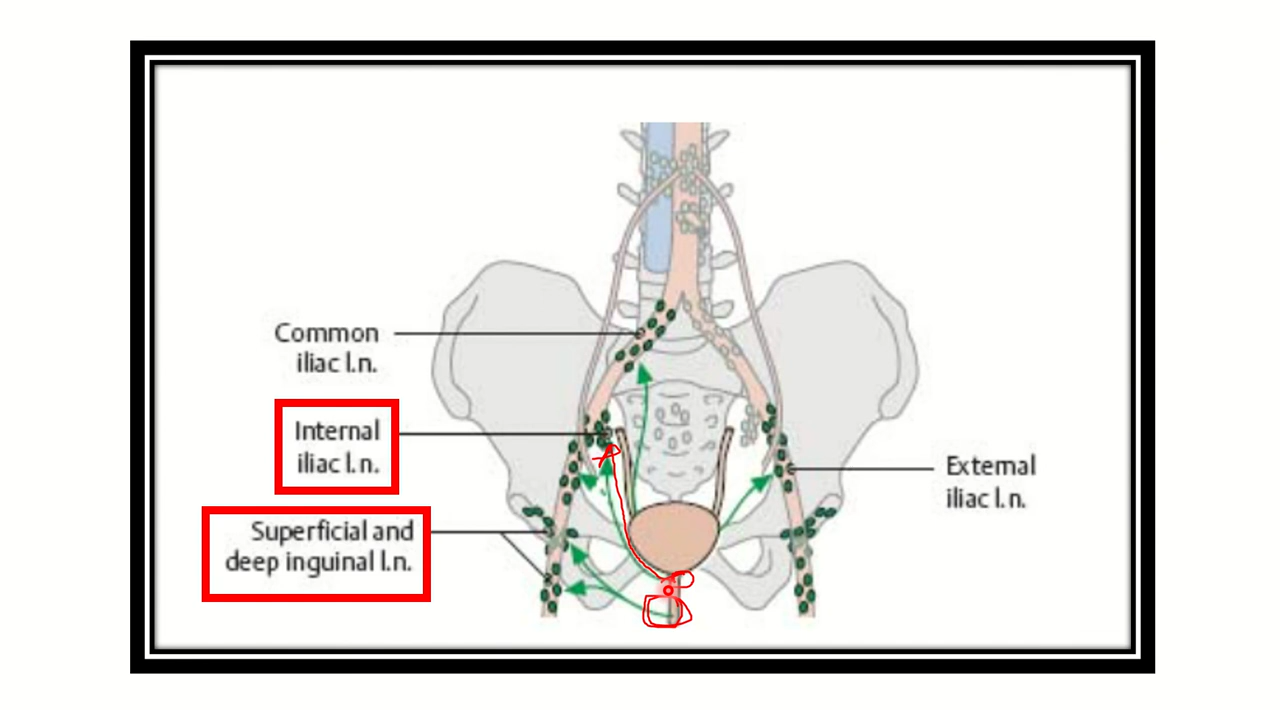 Common
iliac l.n.
Internal
iliac l.n.
Superficial and
deep inguinal l.n.
External
iliac l.n.